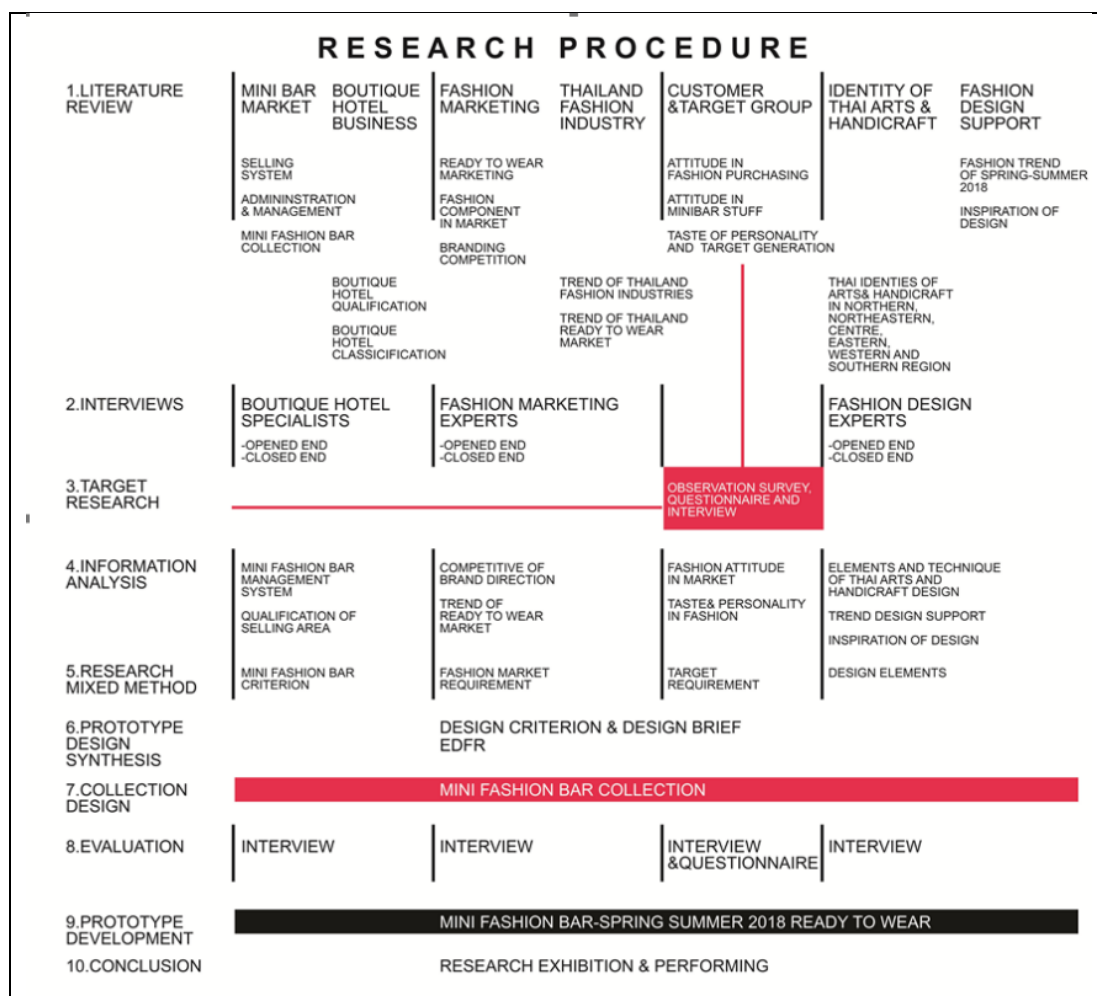 RESEARCH PROCEDURE
1.LITERATURE
REVIEW
MINI BAR
MARKET
BOUTIQUE
HOTEL
BUSINESS
FASHION
MARKETING
THAILAND
FASHION
INDUSTRY
CUSTOMER
&TARGET GROUP
IDENTITY OF
THAI ARTS &
HANDICRAFT
FASHION
DESIGN
SUPPORT
SELLING
SYSTEM
ADMININSTRATION
& MANAGEMENT
MINI FASHION BAR
COLLECTION
READY TO WEAR
MARKETING
FASHION
COMPONENT
IN MARKET
BRANDING
COMPETITION
ATTITUDE IN
FASHION PURCHASING
ATTITUDE IN
MINIBAR STUFF
TASTE OF PERSONALITY
AND TARGET GENERATION
FASHION TREND
OF SPRING-SUMMER
2018
INSPIRATION OF
DESIGN
BOUTIQUE
HOTEL
QUALIFICATION
BOUTIQUE
HOTEL
CLASSICIFICATION
TREND OF THAILAND
FASHION INDUSTRIES
TREND OF THAILAND
READY TO WEAR
MARKET
THAI IDENTIES OF
ARTS& HANDICRAFT
IN NORTHERN,
NORTHEASTERN,
CENTRE,
EASTERN,
WESTERN AND
SOUTHERN REGION
2.INTERVIEWS
BOUTIQUE HOTEL
SPECIALISTS
-OPENED END
-CLOSED END
FASHION MARKETING
EXPERTS
-OPENED END
-CLOSED END
FASHION DESIGN
EXPERTS
-OPENED END
-CLOSED END
3.TARGET
RESEARCH
OBSERVATION SURVEY,
QUESTIONNAIRE AND
INTERVIEW
4.INFORMATION
ANALYSIS
MINI FASHION BAR
MANAGEMENT
SYSTEM
QUALIFICATION OF
SELLING AREA
COMPETITIVE OF
BRAND DIRECTION
TREND OF
READY TO WEAR
MARKET
FASHION ATTITUDE
IN MARKET
TASTE& PERSONALITY
IN FASHION
ELEMENTS AND TECHNIQUE
OF THAI ARTS AND
HANDICRAFT DESIGN
TREND DESIGN SUPPORT
INSPIRATION OF DESIGN
5.RESEARCH
MIXED METHOD
MINI FASHION BAR
CRITERION
FASHION MARKET
REQUIREMENT
TARGET
REQUIREMENT
DESIGN ELEMENTS
6.PROTOTYPE
DESIGN
SYNTHESIS
DESIGN CRITERION & DESIGN BRIEF
EDFR
7.COLLECTION
DESIGN
MINI FASHION BAR COLLECTION
8.EVALUATION
INTERVIEW
INTERVIEW
INTERVIEW
&QUESTIONNAIRE
INTERVIEW
9.PROTOTYPE
DEVELOPMENT
MINI FASHION BAR-SPRING SUMMER 2018 READY TO WEAR
10.CONCLUSION
RESEARCH EXHIBITION & PERFORMING